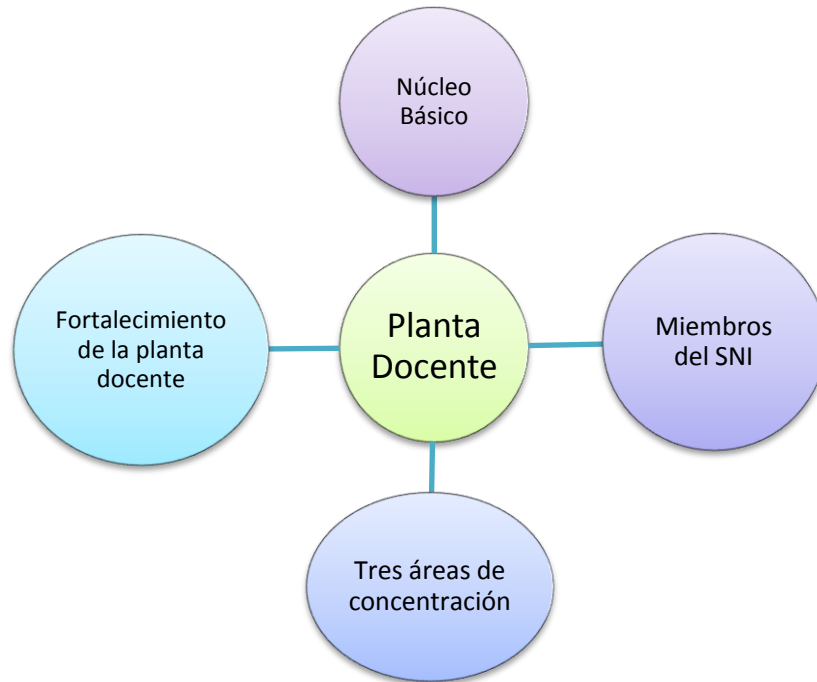 Núcleo
Básico
Fortalecimiento
de la planta
docente
Planta
Docente
Miembros
del SNI
Tres áreas de
concentración